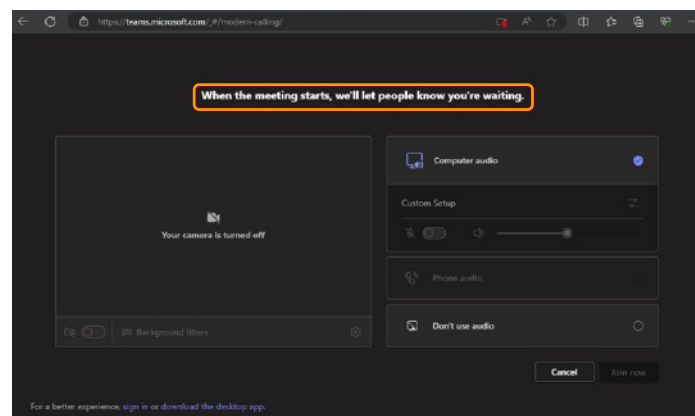 https://teams.microsoft.com/_#/modern-calling/
When the meeting starts, we'll let people know you're waiting.
Computer audio
Custom Setup
Your camera is turned off
Phone audio
Background filters
Don't use audio
Cancel
Join now
For a better experience, sign in or download the desktop app.